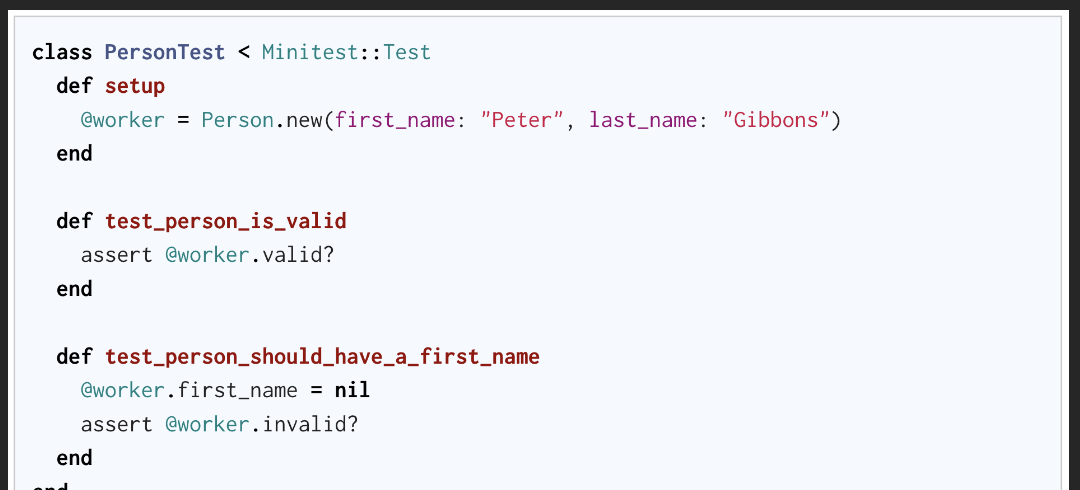 class PersonTest < Minitest::Test
  def setup
    @worker = Person.new(first_name: "Peter", last_name: "Gibbons")
  end

  def test_person_is_valid
    assert @worker.valid?
  end

  def test_person_should_have_a_first_name
    @worker.first_name = nil
    assert @worker.invalid?
  end
end